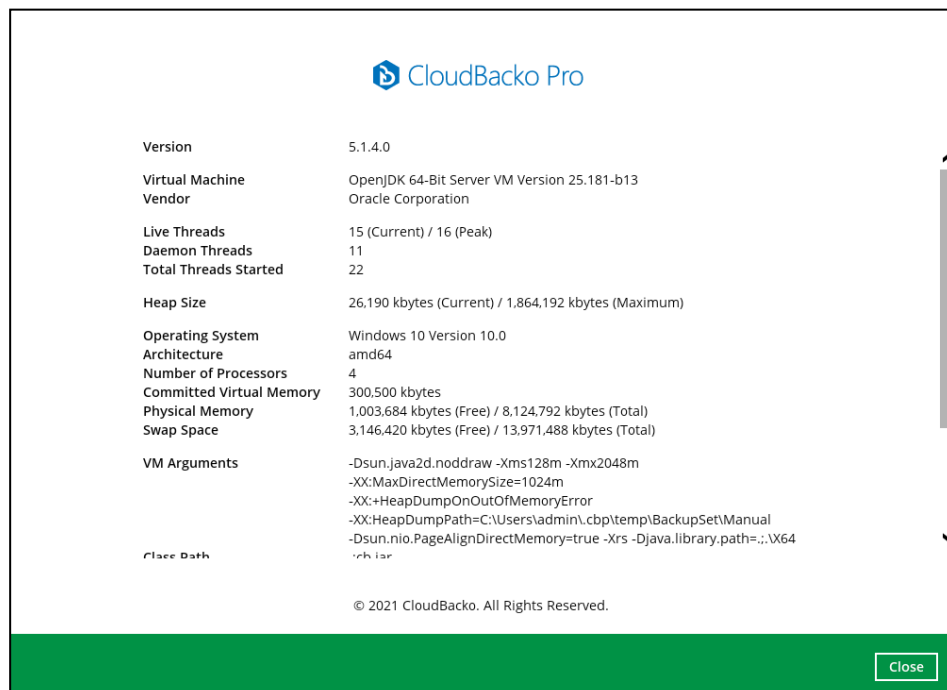 CloudBacko Pro
Version 5.1.4.0
Virtual Machine OpenJDK 64-Bit Server VM Version 25.181-b13
Vendor Oracle Corporation
Live Threads 15 (Current) / 16 (Peak)
Daemon Threads 11
Total Threads Started 22
Heap Size 26,190 kbytes (Current) / 1,864,192 kbytes (Maximum)
Operating System Windows 10 Version 10.0
Architecture amd64
Number of Processors 4
Committed Virtual Memory 300,500 kbytes
Physical Memory 1,003,684 kbytes (Free) / 8,124,792 kbytes (Total)
Swap Space 3,146,420 kbytes (Free) / 13,971,488 kbytes (Total)
VM Arguments -Dsun.java2d.noddraw -Xms128m -Xmx2048m
-XX:MaxDirectMemorySize=1024m
-XX:+HeapDumpOnOutOfMemoryError
-XX:HeapDumpPath=C:\Users\admin\.cbp\temp\BackupSet\Manual
-Dsun.nio.PageAlignDirectMemory=true -Xrs -Djava.library.path=.;.\X64
Class Path .;cb.jar
© 2021 CloudBacko. All Rights Reserved.
Close